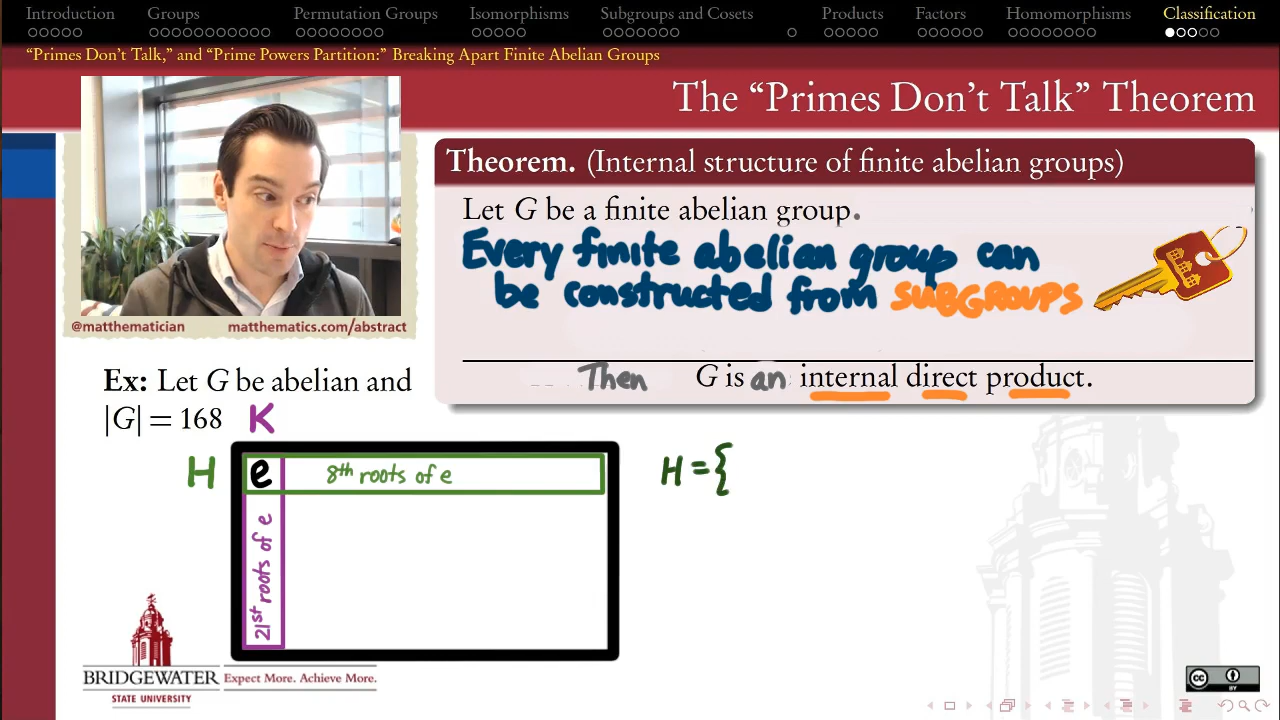 Introduction Groups Permutation Groups Isomorphisms Subgroups and Cosets Products Factors Homomorphisms Classification
“Primes Don’t Talk,” and “Prime Powers Partition:” Breaking Apart Finite Abelian Groups
The “Primes Don’t Talk” Theorem
Theorem. (Internal structure of finite abelian groups)
Let G be a finite abelian group.
Every finite abelian group can
be constructed from SUBGROUPS
Then G is an internal direct product.
@matthematician matthematics.com/abstract
Ex: Let G be abelian and
|G| = 168 K
H e 8th roots of e
21st roots of e
H = {
BRIDGEWATER
STATE UNIVERSITY
Expect More. Achieve More.
CC BY